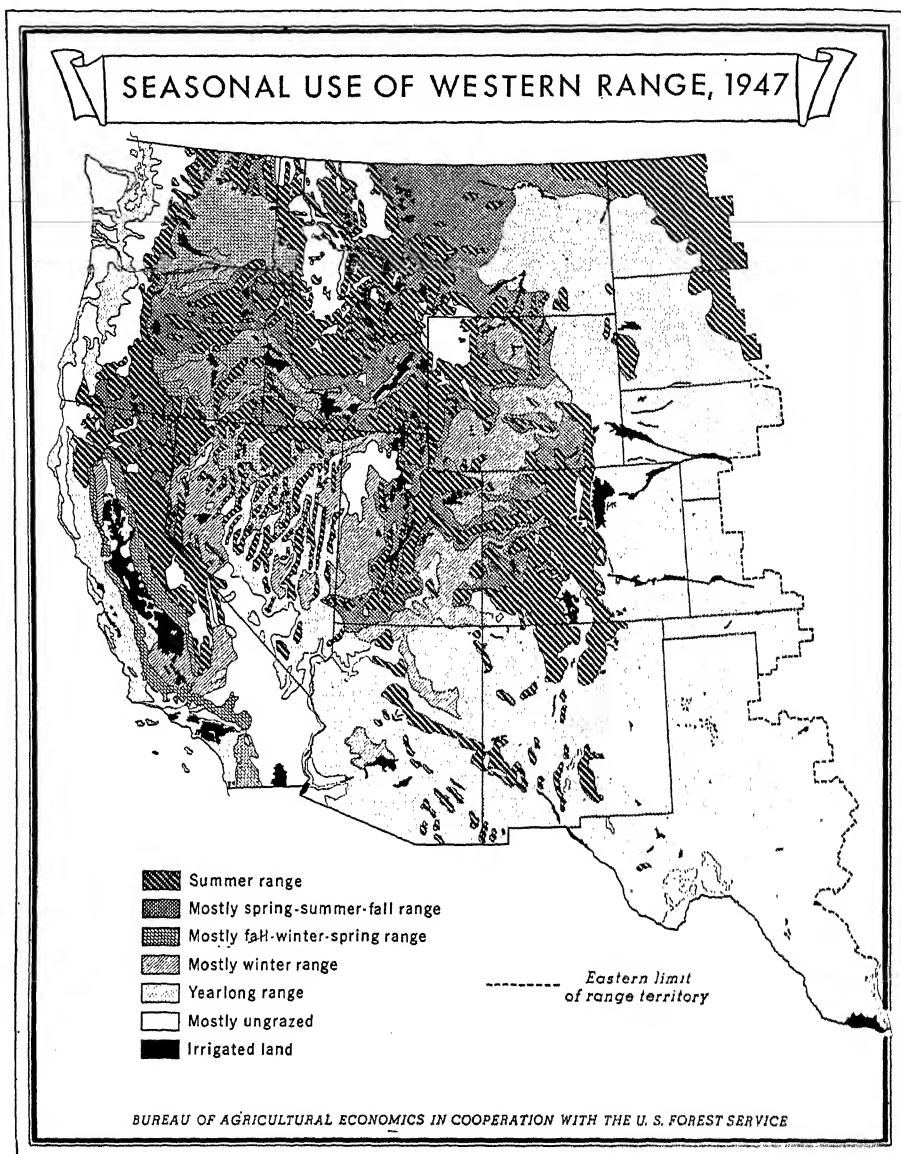 SEASONAL USE OF WESTERN RANGE, 1947
Summer range
Mostly spring-summer-fall range
Mostly fall-winter-spring range
Mostly winter range
Yearlong range
Mostly ungrazed
Irrigated land
Eastern limit
of range territory
BUREAU OF AGRICULTURAL ECONOMICS IN COOPERATION WITH THE U. S. FOREST SERVICE